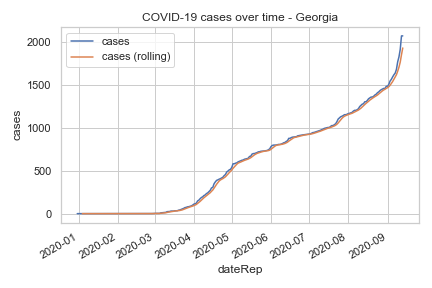 COVID-19 cases over time - Georgia
cases
cases (rolling)
2000
1500
1000
500
0
cases
2020-01
2020-02
2020-03
2020-04
2020-05
2020-06
2020-07
2020-08
2020-09
dateRep